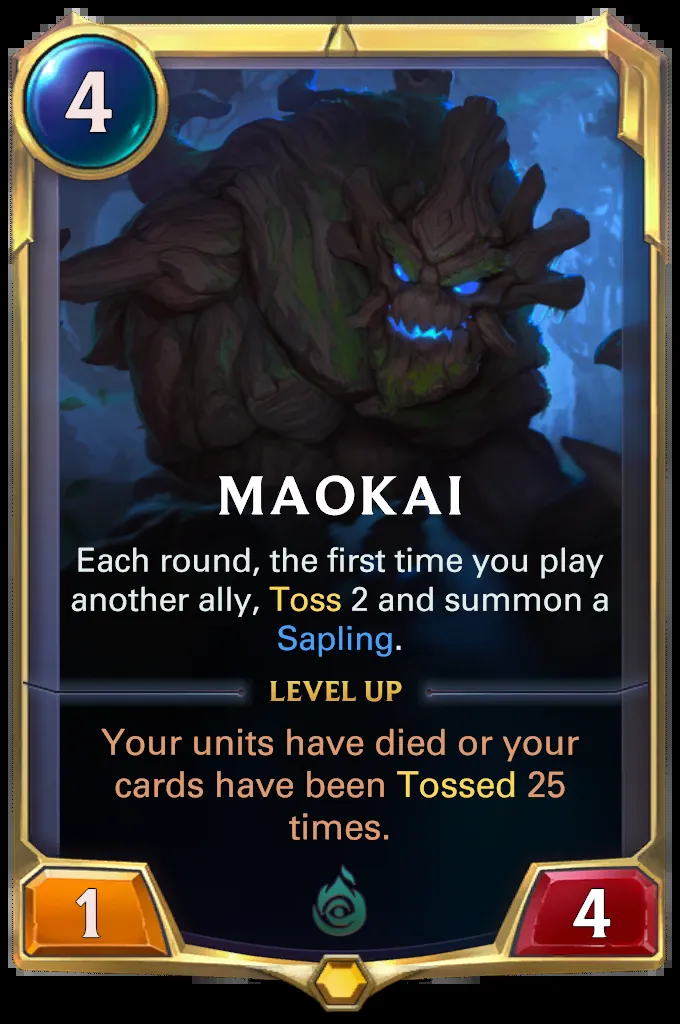 4
MAOKAI
Each round, the first time you play
another ally, Toss 2 and summon a
Sapling.
LEVEL UP
Your units have died or your
cards have been Tossed 25
times.
1
4